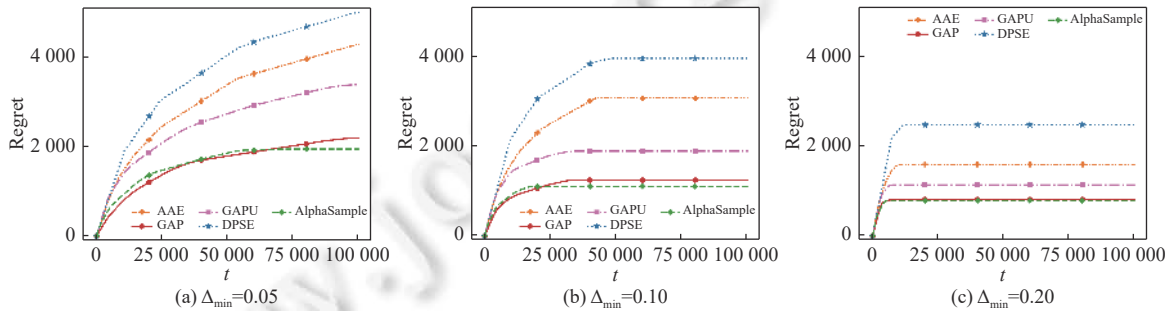 4 000
2 000
0
Regret
AAE GAPU AlphaSample
GAP DPSE
0 25 000 50 000 75 000 100 000
t
(a) Δmin=0.05
4 000
2 000
0
Regret
AAE GAPU AlphaSample
GAP DPSE
0 25 000 50 000 75 000 100 000
t
(b) Δmin=0.10
AAE GAPU AlphaSample
GAP DPSE
4 000
2 000
0
Regret
0 25 000 50 000 75 000 100 000
t
(c) Δmin=0.20